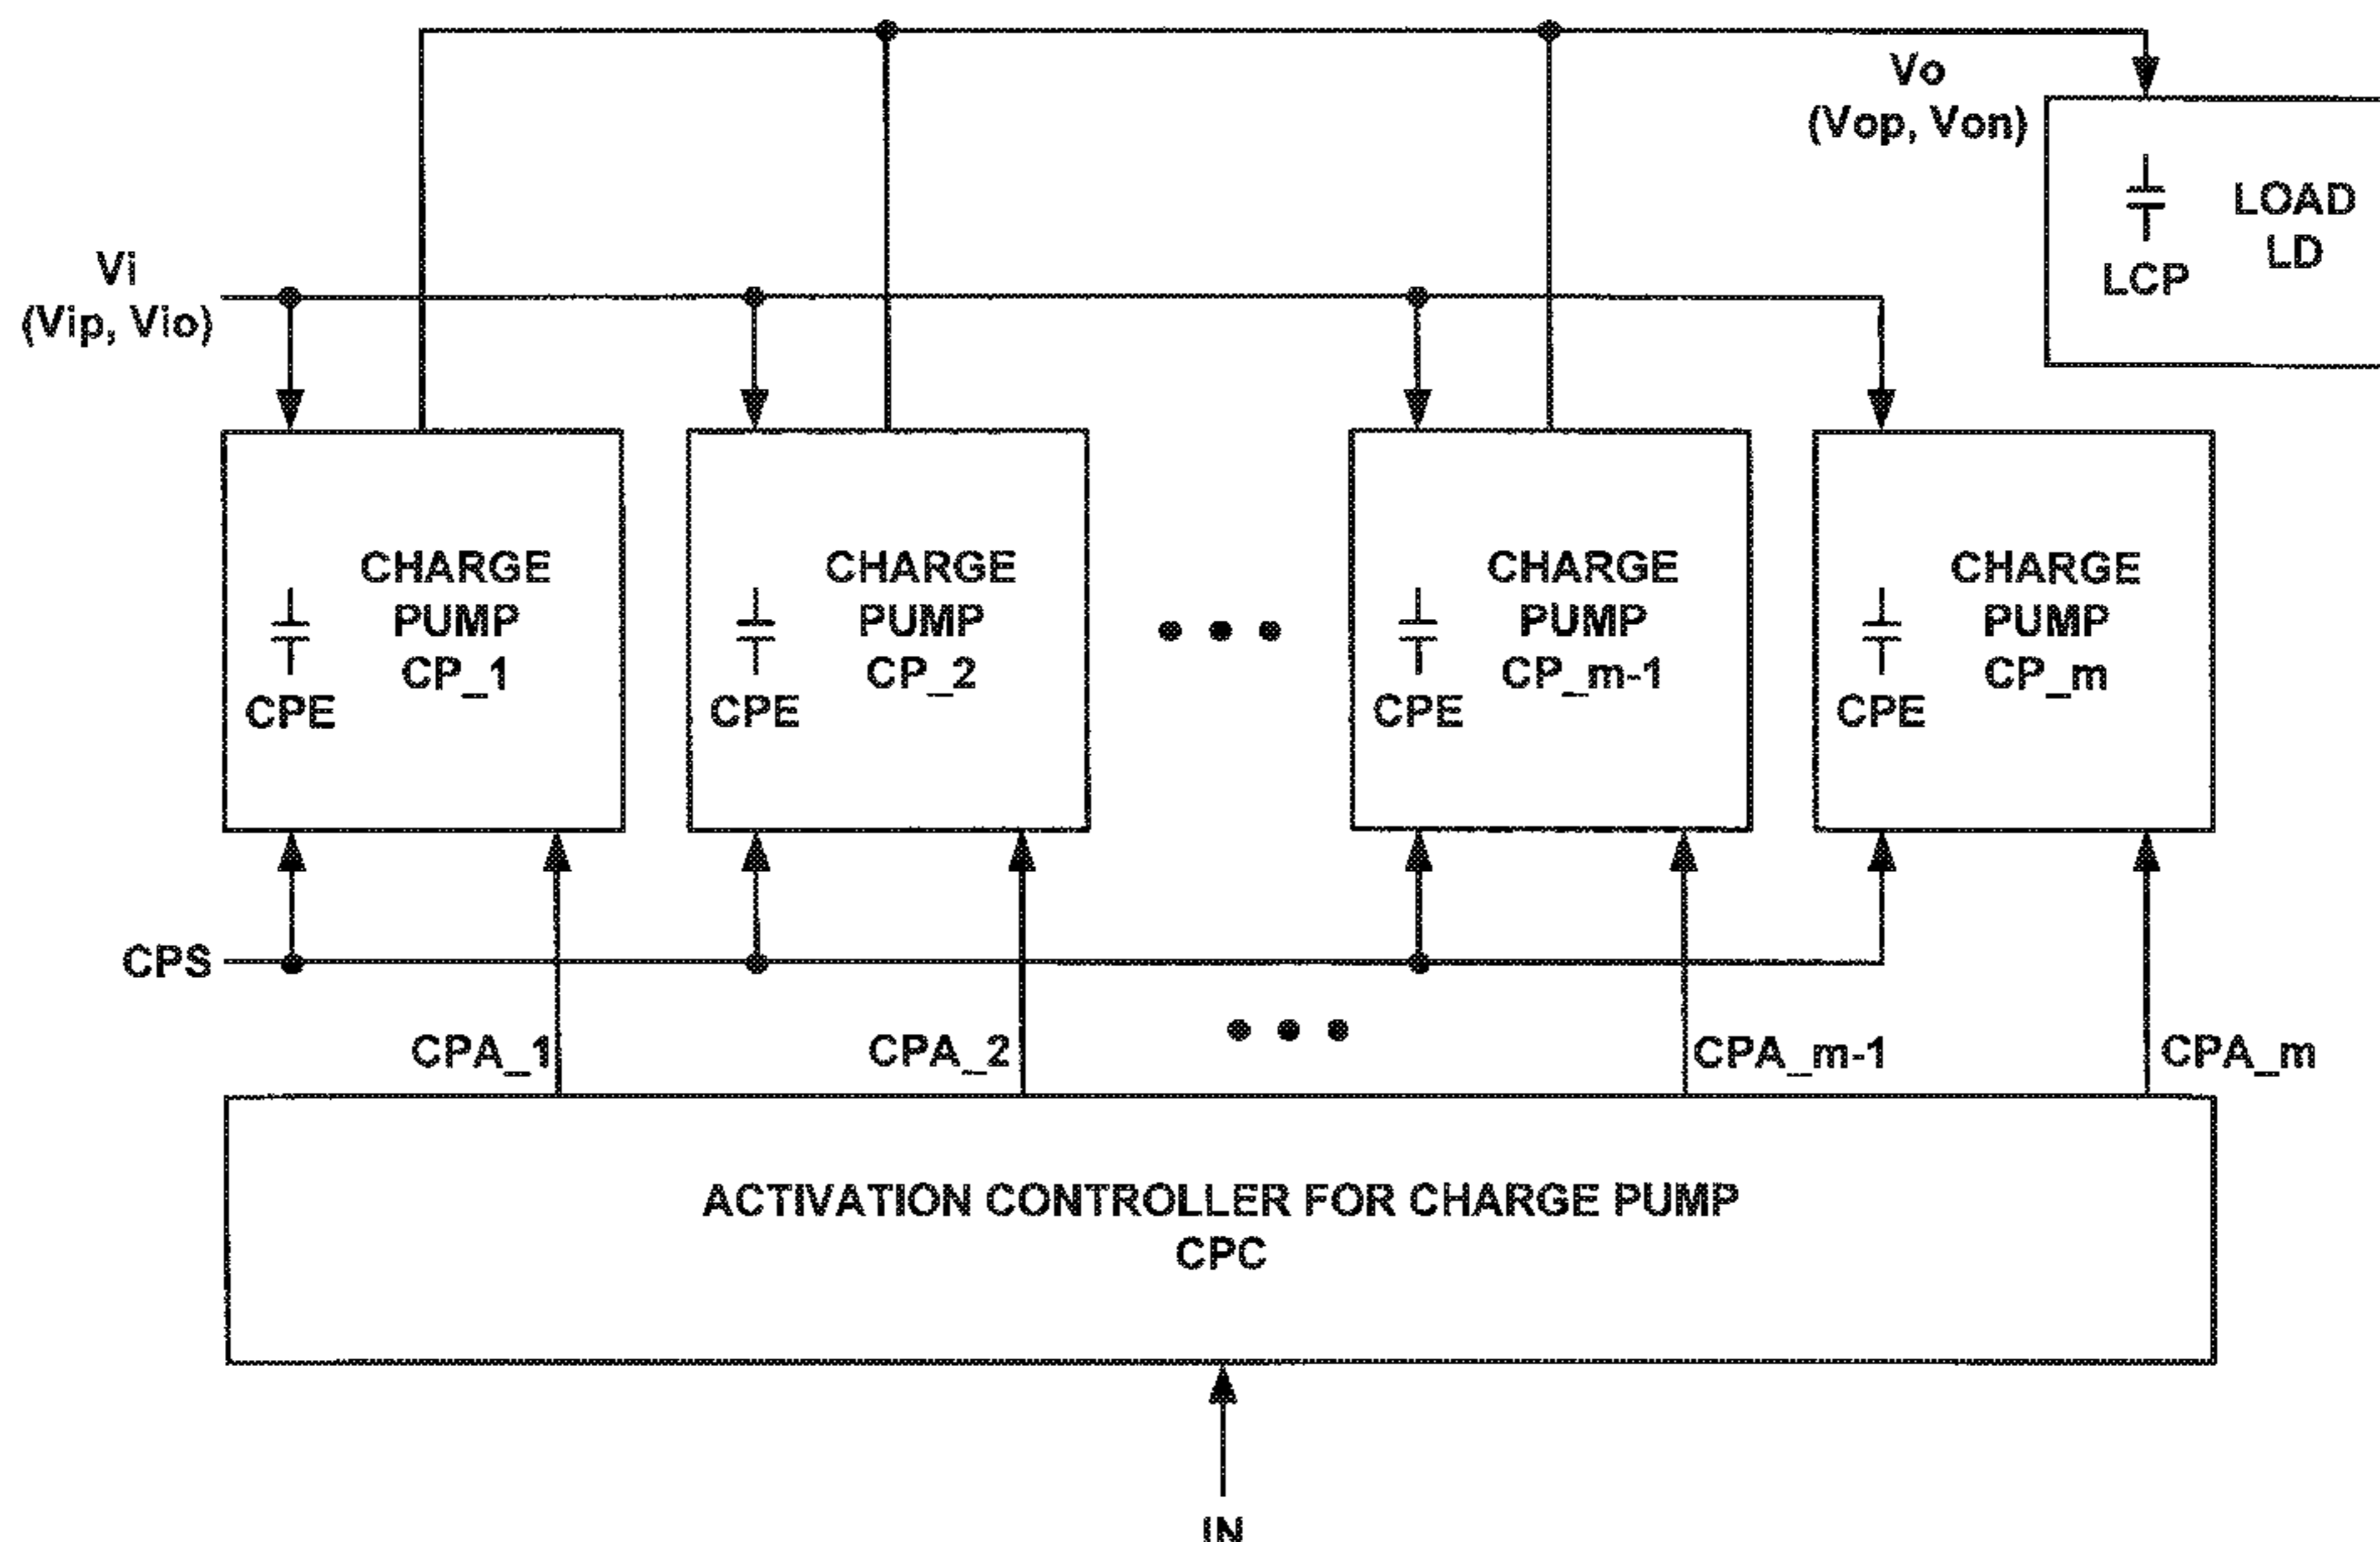 Vo
(Vop, Von)
LOAD
LD
LCP
Vi
(Vip, Vio)
CHARGE
PUMP
CP_1
CPE
CHARGE
PUMP
CP_2
CPE
CHARGE
PUMP
CP_m-1
CPE
CHARGE
PUMP
CP_m
CPE
CPS
CPA_1
CPA_2
CPA_m-1
CPA_m
ACTIVATION CONTROLLER FOR CHARGE PUMP
CPC
IN